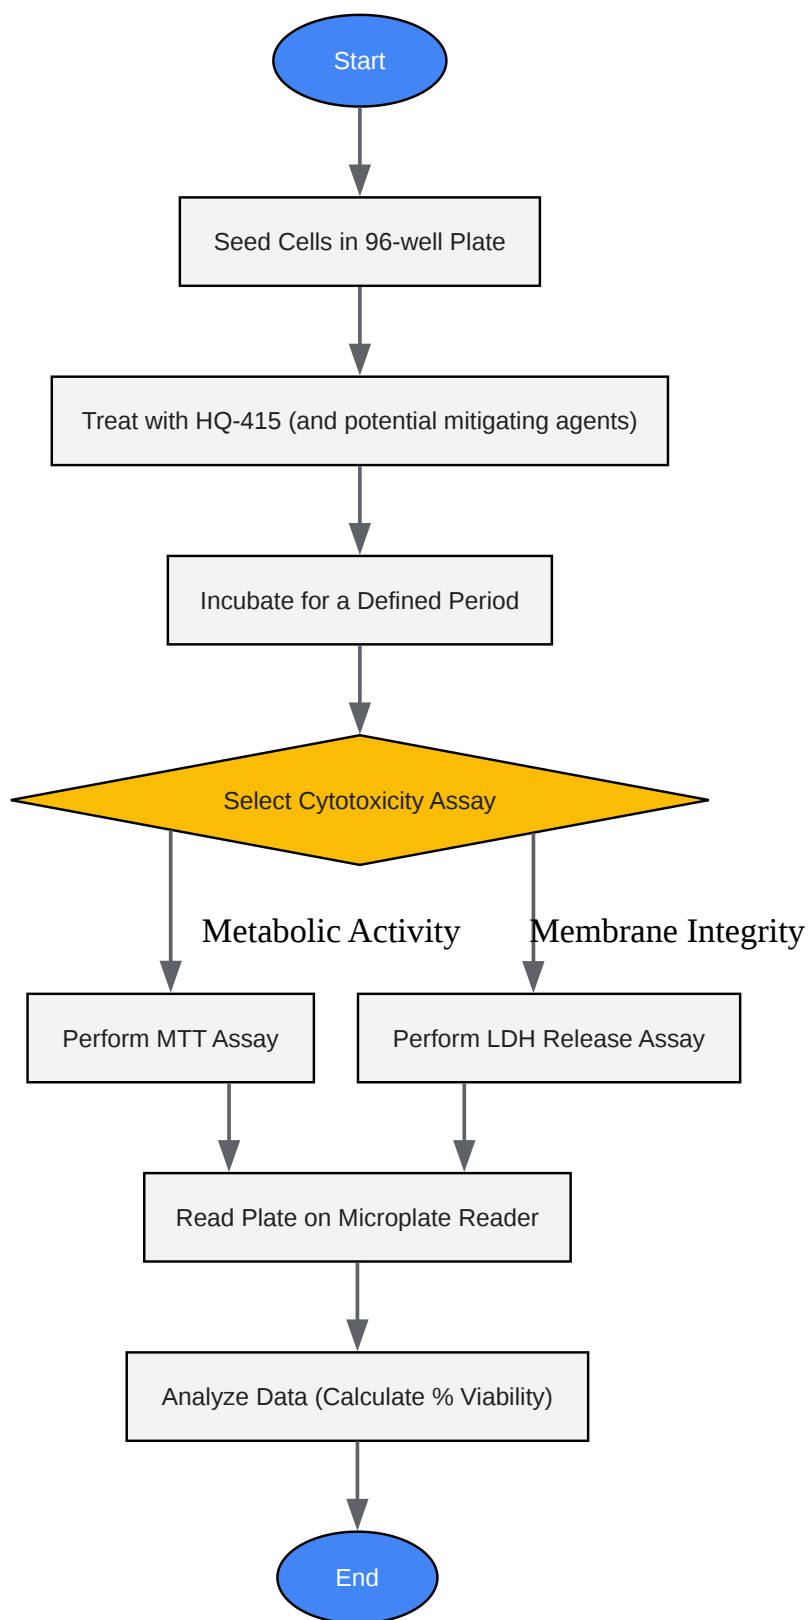 Start
Seed Cells in 96-well Plate
Treat with HQ-415 (and potential mitigating agents)
Incubate for a Defined Period
Select Cytotoxicity Assay
Metabolic Activity
Membrane Integrity
Perform MTT Assay
Perform LDH Release Assay
Read Plate on Microplate Reader
Analyze Data (Calculate % Viability)
End